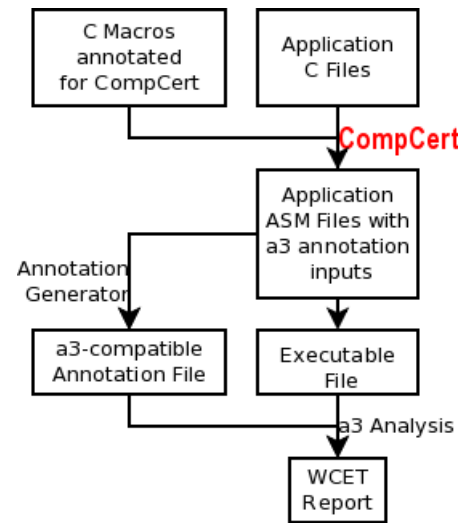 C Macros
annotated
for CompCert
Application
C Files
CompCert
Application
ASM Files with
a3 annotation
inputs
Annotation
Generator
a3-compatible
Annotation File
Executable
File
a3 Analysis
WCET
Report